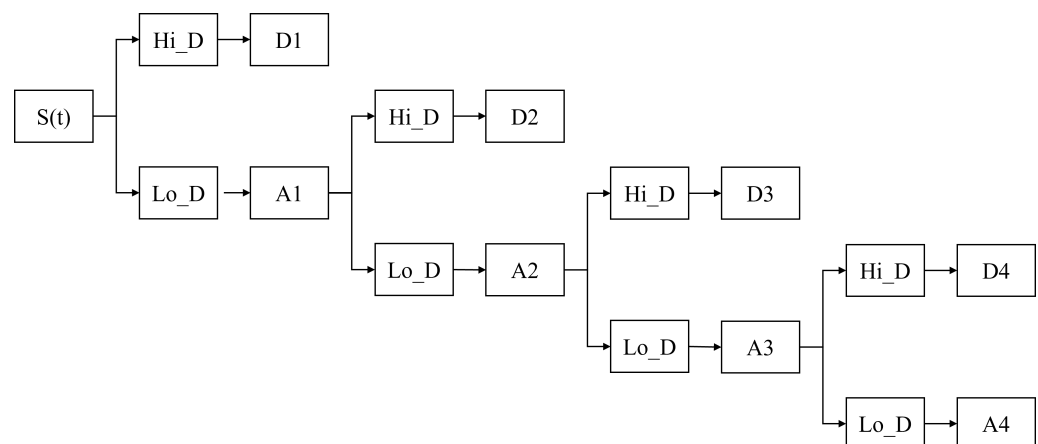 Hi_D
D1
S(t)
Hi_D
D2
Lo_D
A1
Hi_D
D3
Lo_D
A2
Hi_D
D4
Lo_D
A3
Lo_D
A4